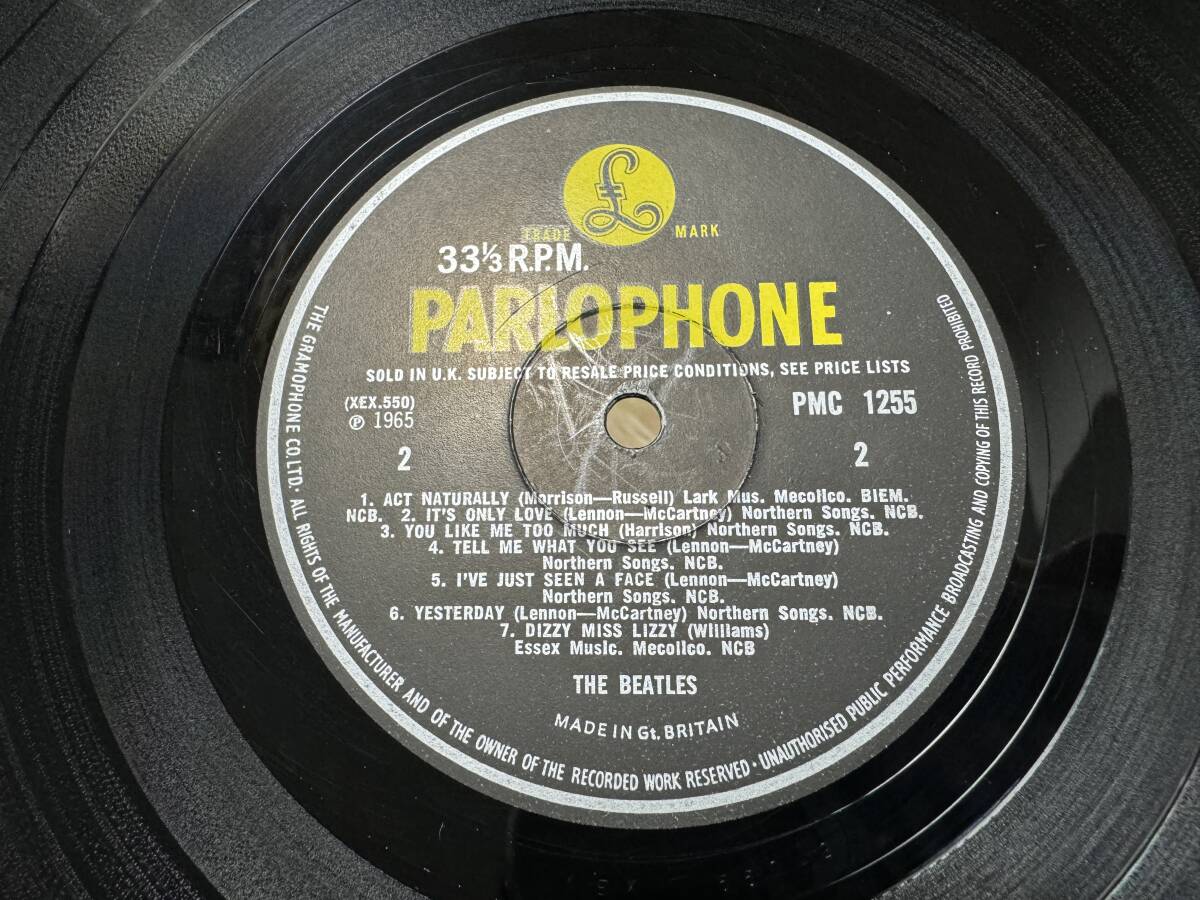 £
TRADE MARK
33⅓ R.P.M.
PARLOPHONE
SOLD IN U.K. SUBJECT TO RESALE PRICE CONDITIONS, SEE PRICE LISTS
(XEX.550)
℗ 1965
PMC 1255
2 2
1. ACT NATURALLY (Morrison—Russell) Lark Mus. Mecolico. BIEM.
NCB. 2. IT'S ONLY LOVE (Lennon—McCartney) Northern Songs. NCB.
3. YOU LIKE ME TOO MUCH (Harrison) Northern Songs. NCB.
4. TELL ME WHAT YOU SEE (Lennon—McCartney)
Northern Songs. NCB.
5. I'VE JUST SEEN A FACE (Lennon—McCartney)
Northern Songs. NCB.
6. YESTERDAY (Lennon—McCartney) Northern Songs. NCB.
7. DIZZY MISS LIZZY (Williams)
Essex Music. Mecolico. NCB
THE BEATLES
MADE IN Gt. BRITAIN
THE GRAMOPHONE CO. LTD. · ALL RIGHTS OF THE MANUFACTURER AND OF THE OWNER OF THE RECORDED WORK RESERVED · UNAUTHORISED PUBLIC PERFORMANCE BROADCASTING AND COPYING OF THIS RECORD PROHIBITED